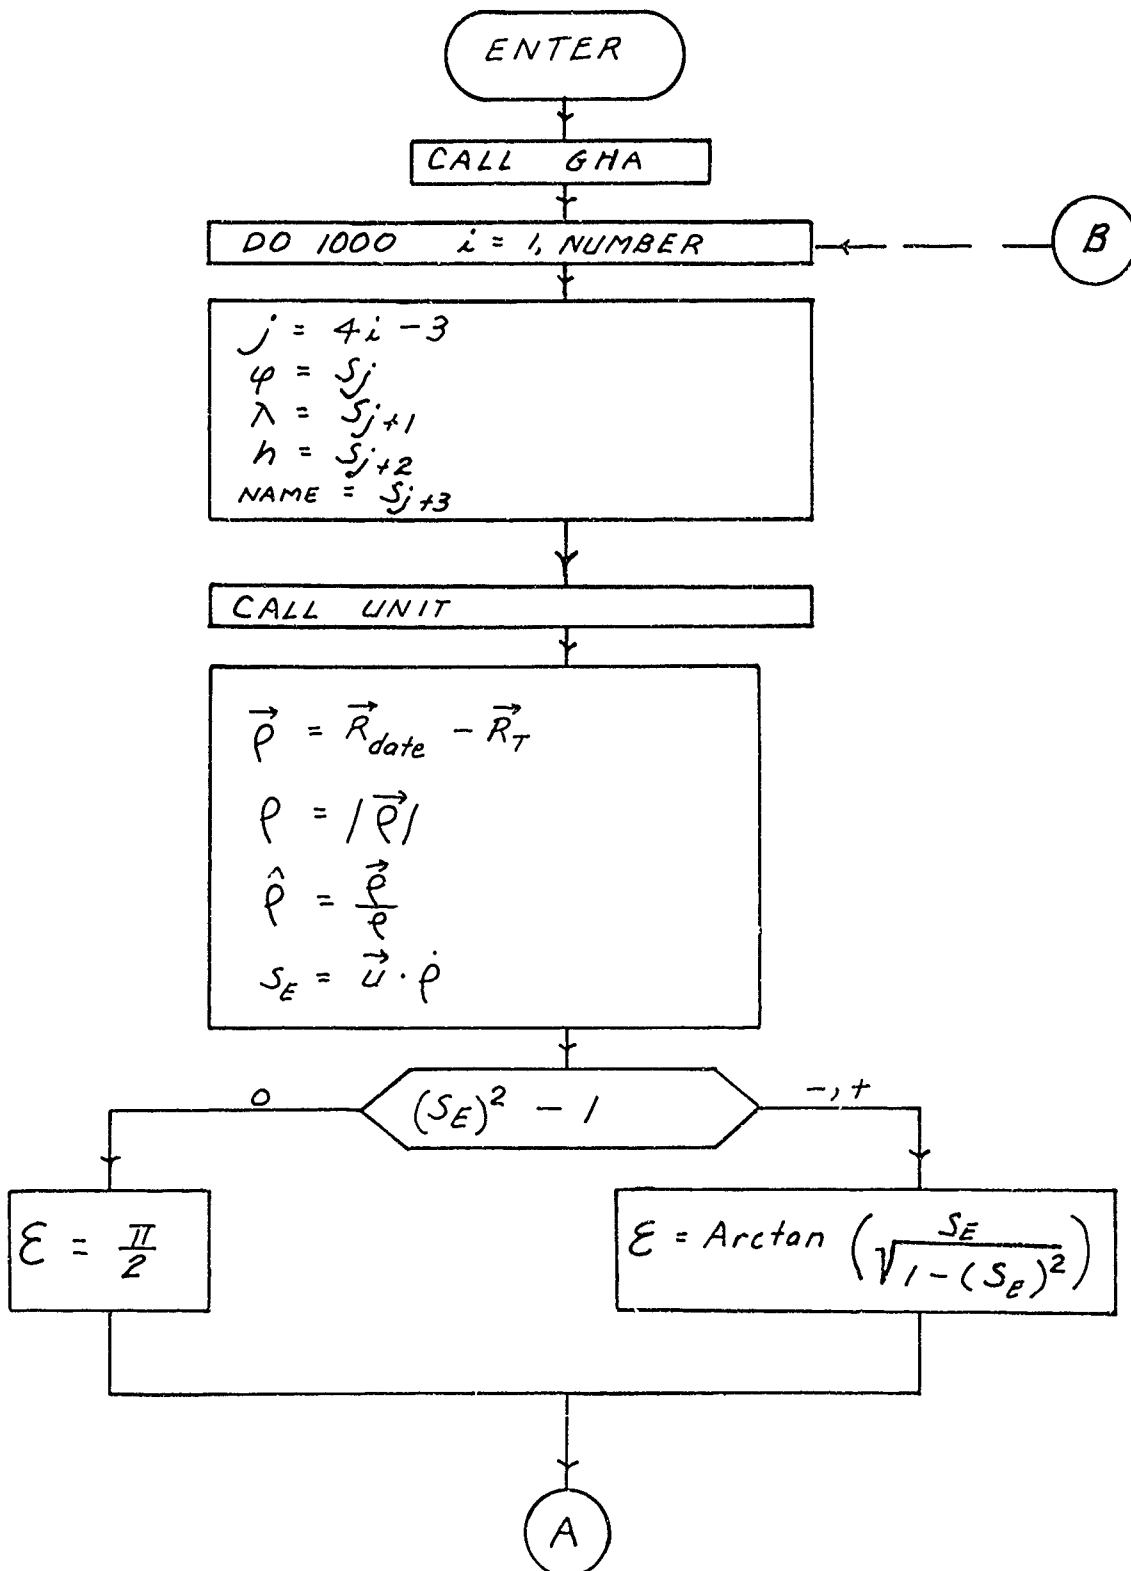 ENTER
CALL GHA
DO 1000 i = 1, NUMBER
B
j = 4i - 3
φ = Sj
λ = Sj+1
h = Sj+2
NAME = Sj+3
CALL UNIT
ρ⃗ = R⃗date - R⃗T
ρ = |ρ⃗|
ρ̂ = ρ⃗/ρ
SE = u⃗ · ρ̇
0
(SE)² - 1
-, +
ε = π/2
ε = Arctan (SE/√1-(Se)²)
A